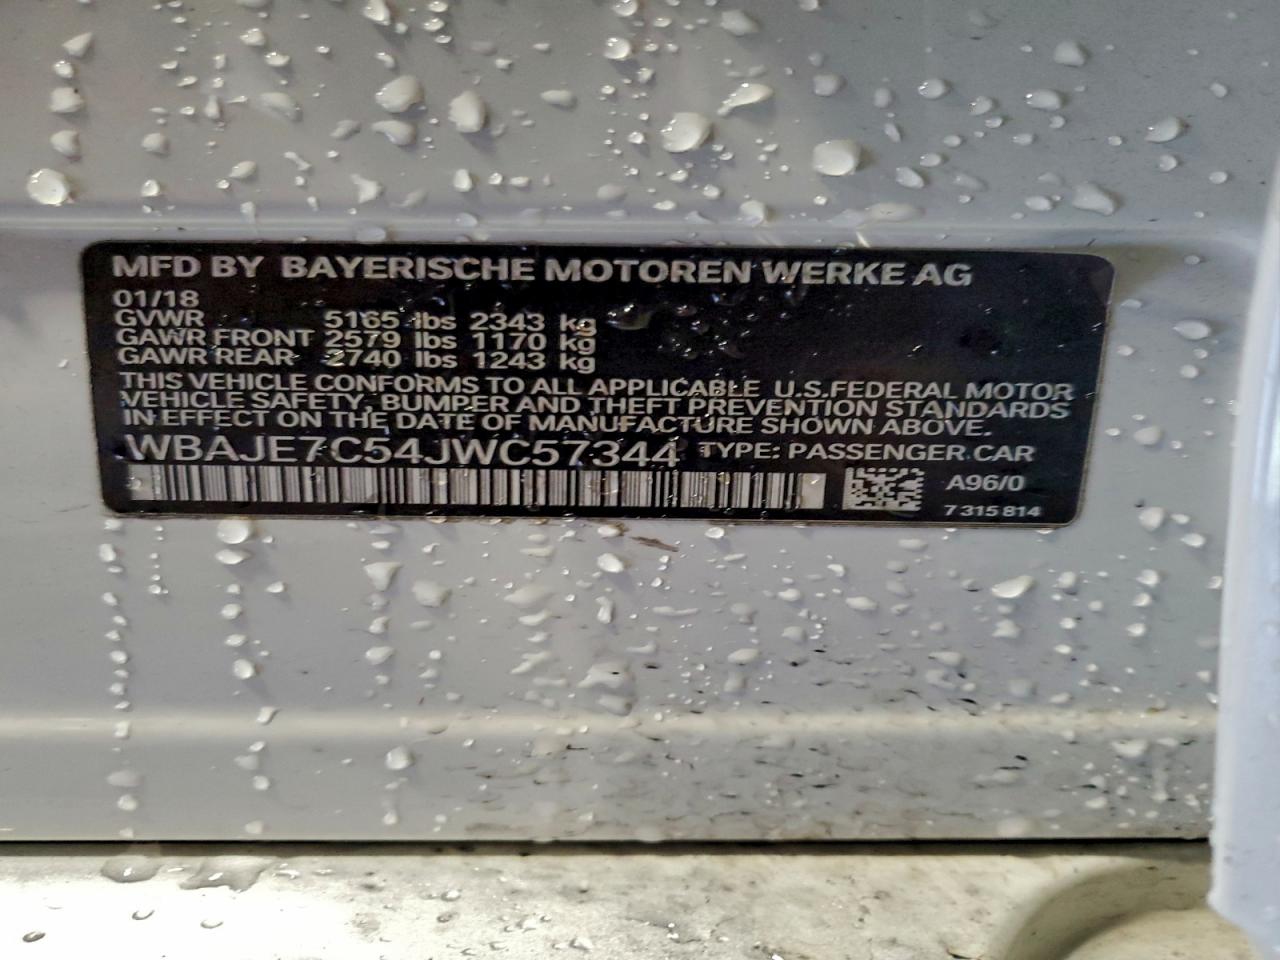 MFD BY BAYERISCHE MOTOREN WERKE AG
01/18
GVWR 5165 lbs 2343 kg
GAWR FRONT 2579 lbs 1170 kg
GAWR REAR 2740 lbs 1243 kg
THIS VEHICLE CONFORMS TO ALL APPLICABLE U.S.FEDERAL MOTOR
VEHICLE SAFETY, BUMPER AND THEFT PREVENTION STANDARDS
IN EFFECT ON THE DATE OF MANUFACTURE SHOWN ABOVE.
WBAJE7C54JWC57344 TYPE: PASSENGER CAR
A96/0
7 315 814